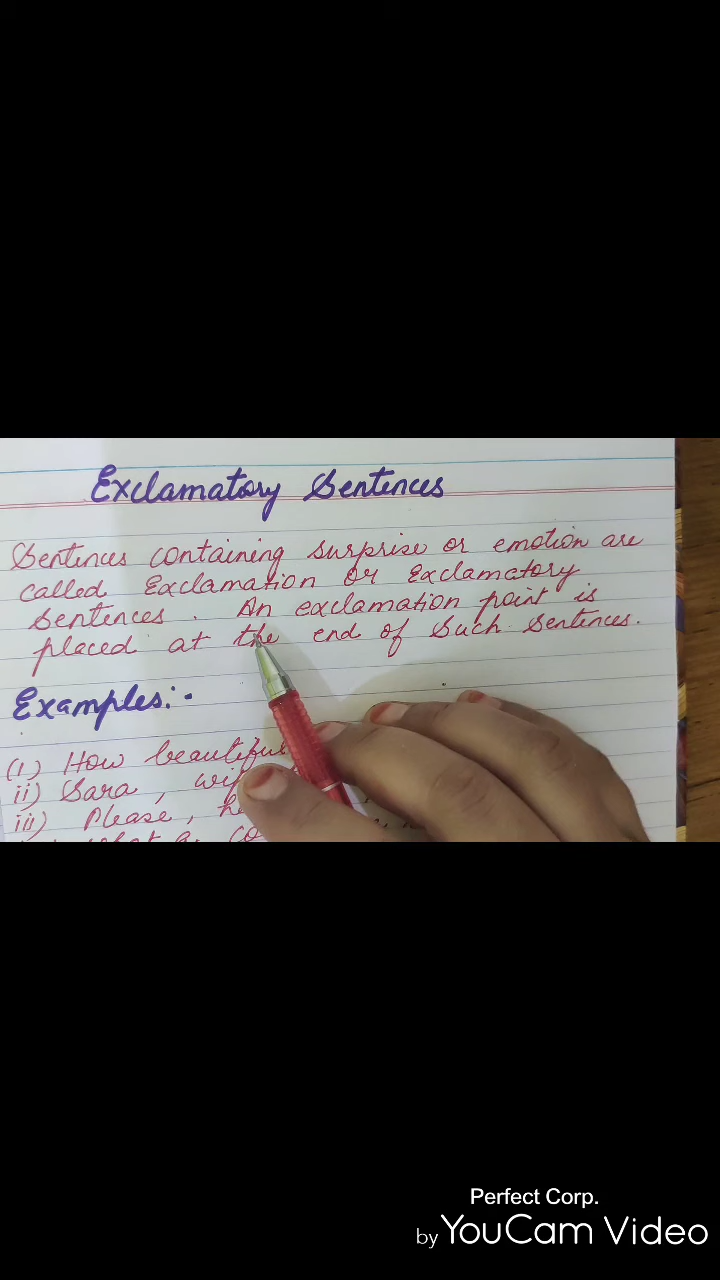 Exclamatory Sentences
Sentences containing surprise or emotion are
called Exclamation or Exclamatory
Sentences. An exclamation point is
placed at the end of Such Sentences.
Examples:-
(i) How beautiful
ii) Sara,
iii) Please,
What a
Perfect Corp.
by YouCam Video